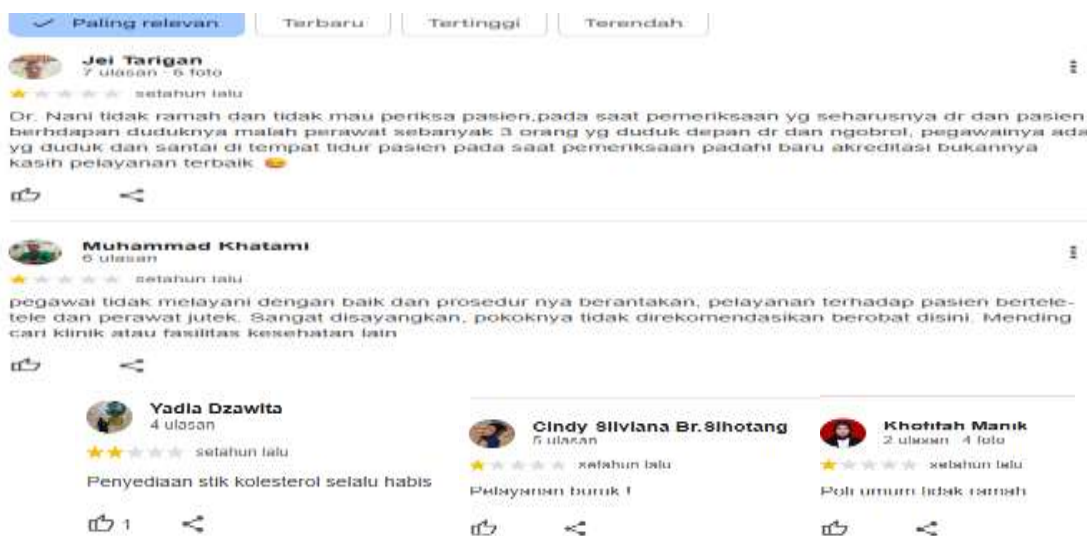 Paling relevan Terbaru Tertinggi Terendah
Jei Tarigan
7 ulasan · 6 foto
setahun lalu
Dr. Nani tidak ramah dan tidak mau periksa pasien,pada saat pemeriksaan yg seharusnya dr dan pasien
berhdapan duduknya malah perawat sebanyak 3 orang yg duduk depan dr dan ngobrol, pegawainya ada
yg duduk dan santai di tempat tidur pasien pada saat pemeriksaan padahl baru akreditasi bukannya
kasih pelayanan terbaik 😔
Muhammad Khatami
6 ulasan
setahun lalu
pegawai tidak melayani dengan baik dan prosedur nya berantakan, pelayanan terhadap pasien bertele-
tele dan perawat jutek. Sangat disayangkan, pokoknya tidak direkomendasikan berobat disini. Mending
cari klinik atau fasilitas kesehatan lain
Yadia Dzawita
4 ulasan
setahun lalu
Penyediaan stik kolesterol selalu habis
1
Cindy Silviana Br.Sihotang
5 ulasan
setahun lalu
Pelayanan buruk !
Khofifah Manik
2 ulasan · 4 foto
setahun lalu
Poli umum tidak ramah